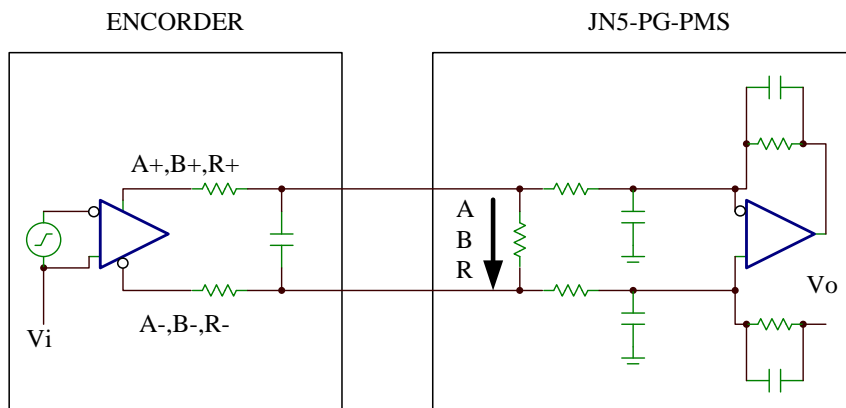 ENCORDER
JN5-PG-PMS
A+,B+,R+
A
B
R
Vi
A-,B-,R-
Vo